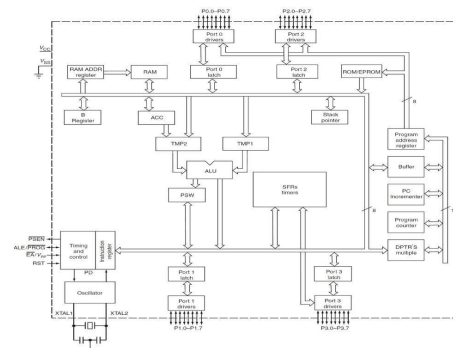 P0.0–P0.7
P2.0–P2.7
Port 0
drivers
Port 2
drivers
VCC
VSS
RAM ADDR
register
RAM
Port 0
latch
Port 2
latch
ROM/EPROM
8
B
Register
ACC
Stack
pointer
Program
address
register
TMP2
TMP1
ALU
Buffer
PSW
SFRs
timers
PC
Incrementer
8
Program
counter
1
PSEN
ALE/PROG
EA/VPP
RST
Timing
and
control
Instruction
register
DPTR'S
multiple
PD
Port 1
latch
Port 3
latch
Oscillator
XTAL1
XTAL2
Port 1
drivers
Port 3
drivers
P1.0–P1.7
P3.0–P3.7